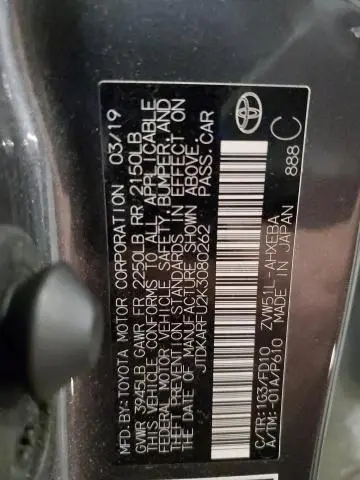 MFD.BY:TOYOTA MOTOR CORPORATION 03/19
GVWR 3945LB GAWR FR 2250LB RR 2150LB
THIS VEHICLE CONFORMS TO ALL APPLICABLE
FEDERAL MOTOR VEHICLE SAFETY, BUMPER, AND
THEFT PREVENTION STANDARDS IN EFFECT ON
THE DATE OF MANUFACTURE SHOWN ABOVE.
JTDKARFU2K3080262 PASS.CAR
C/TR:1G3/FD10 ZVW51L-AHXEBA
A/TM:-01A/P610 MADE IN JAPAN 888 C
TOYOTA